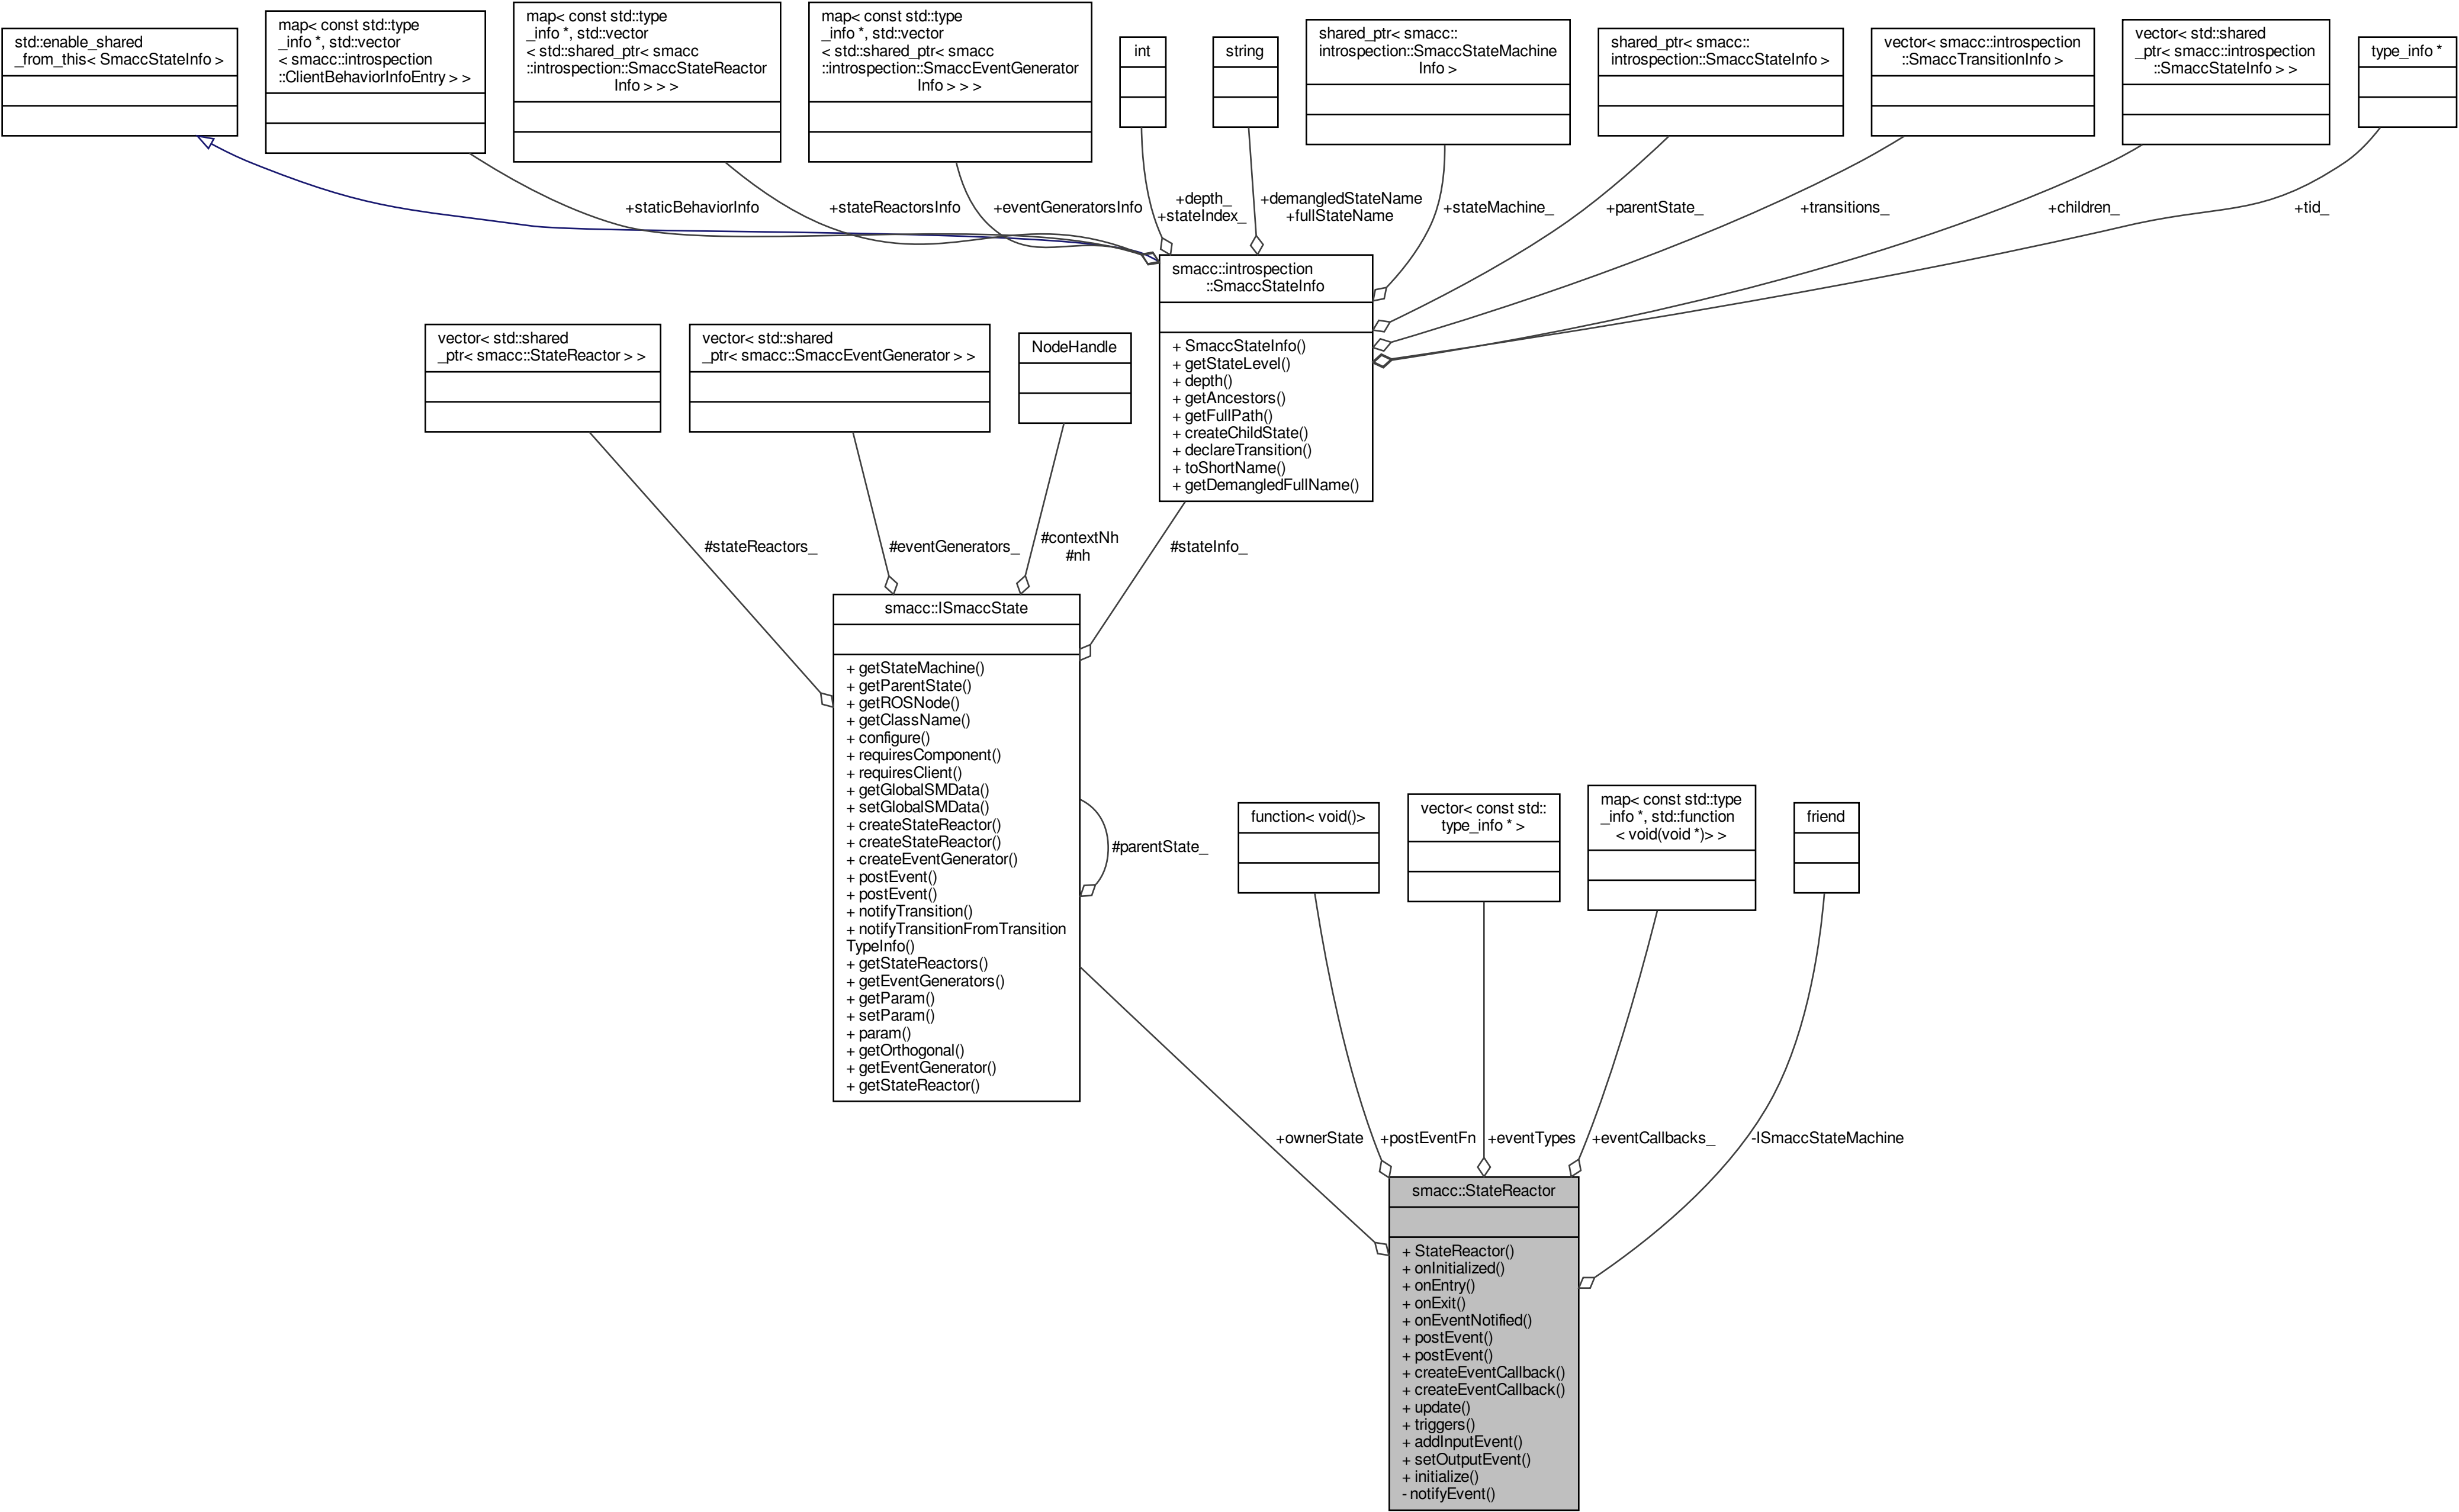 std::enable_shared
_from_this< SmaccStateInfo >
map< const std::type
_info *, std::vector
< smacc::introspection
::ClientBehaviorInfoEntry > >
map< const std::type
_info *, std::vector
< std::shared_ptr< smacc
::introspection::SmaccStateReactor
Info > > >
map< const std::type
_info *, std::vector
< std::shared_ptr< smacc
::introspection::SmaccEventGenerator
Info > > >
int
string
shared_ptr< smacc::
introspection::SmaccStateMachine
Info >
shared_ptr< smacc::
introspection::SmaccStateInfo >
vector< smacc::introspection
::SmaccTransitionInfo >
vector< std::shared
_ptr< smacc::introspection
::SmaccStateInfo > >
type_info *
+staticBehaviorInfo
+stateReactorsInfo
+eventGeneratorsInfo
+depth_
+stateIndex_
+demangledStateName
+fullStateName
+stateMachine_
+parentState_
+transitions_
+children_
+tid_
smacc::introspection
::SmaccStateInfo
+ SmaccStateInfo()
+ getStateLevel()
+ depth()
+ getAncestors()
+ getFullPath()
+ createChildState()
+ declareTransition()
+ toShortName()
+ getDemangledFullName()
vector< std::shared
_ptr< smacc::StateReactor > >
vector< std::shared
_ptr< smacc::SmaccEventGenerator > >
NodeHandle
#stateReactors_
#eventGenerators_
#contextNh
#nh
#stateInfo_
smacc::ISmaccState
+ getStateMachine()
+ getParentState()
+ getROSNode()
+ getClassName()
+ configure()
+ requiresComponent()
+ requiresClient()
+ getGlobalSMData()
+ setGlobalSMData()
+ createStateReactor()
+ createStateReactor()
+ createEventGenerator()
+ postEvent()
+ postEvent()
+ notifyTransition()
+ notifyTransitionFromTransition
TypeInfo()
+ getStateReactors()
+ getEventGenerators()
+ getParam()
+ setParam()
+ param()
+ getOrthogonal()
+ getEventGenerator()
+ getStateReactor()
#parentState_
function< void()>
vector< const std::
type_info * >
map< const std::type
_info *, std::function
< void(void *)> >
friend
+ownerState
+postEventFn
+eventTypes
+eventCallbacks_
-ISmaccStateMachine
smacc::StateReactor
+ StateReactor()
+ onInitialized()
+ onEntry()
+ onExit()
+ onEventNotified()
+ postEvent()
+ postEvent()
+ createEventCallback()
+ createEventCallback()
+ update()
+ triggers()
+ addInputEvent()
+ setOutputEvent()
+ initialize()
- notifyEvent()